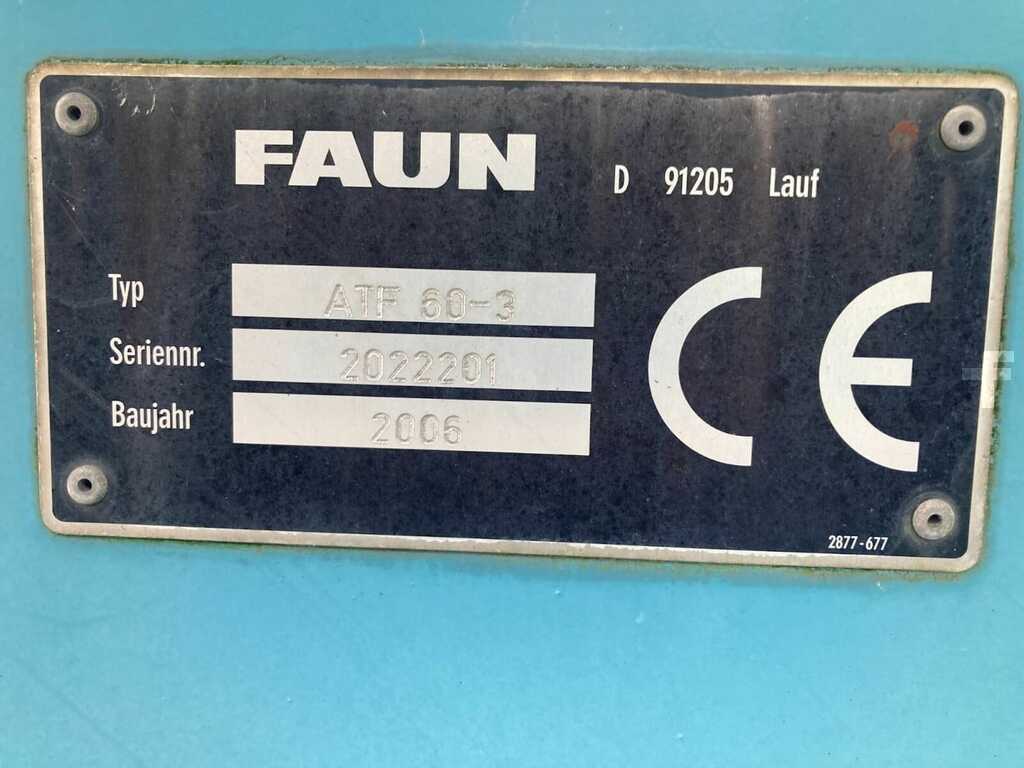 FAUN D 91205 Lauf
Typ ATF 60-3
Seriennr. 2022201
Baujahr 2006
CE
2877-677